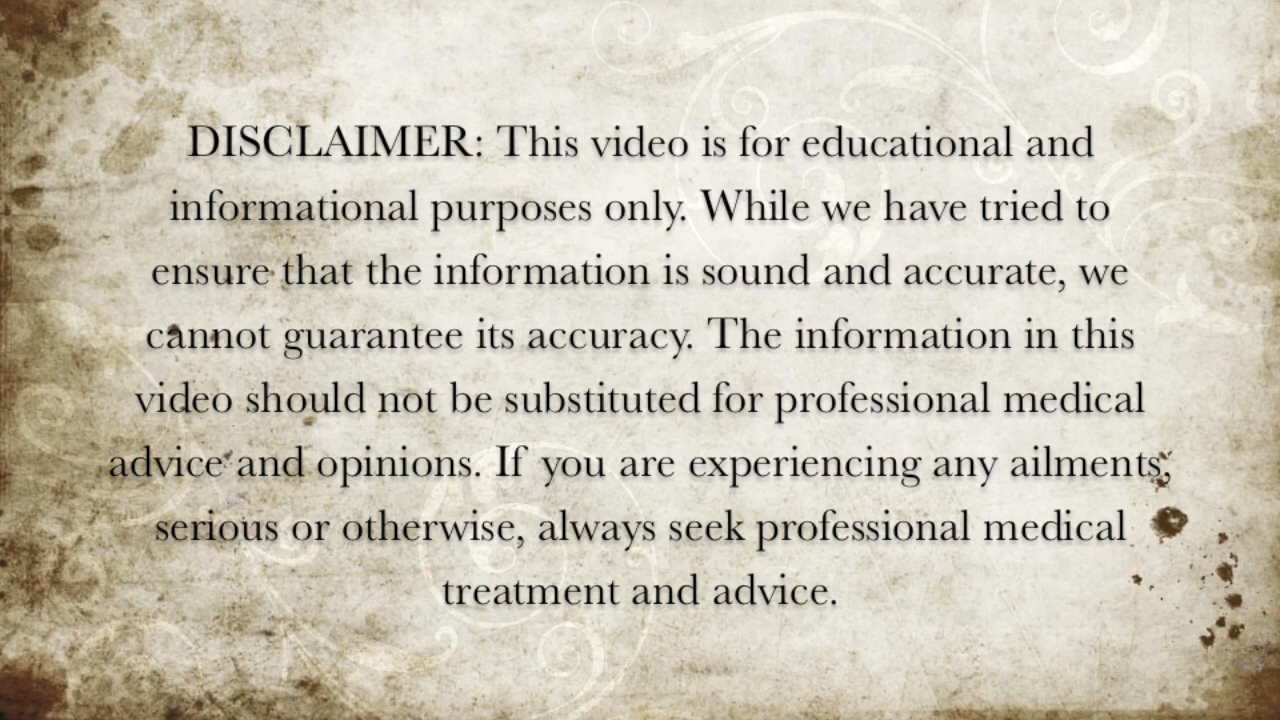 DISCLAIMER: This video is for educational and
informational purposes only. While we have tried to
ensure that the information is sound and accurate, we
cannot guarantee its accuracy. The information in this
video should not be substituted for professional medical
advice and opinions. If you are experiencing any ailments,
serious or otherwise, always seek professional medical
treatment and advice.